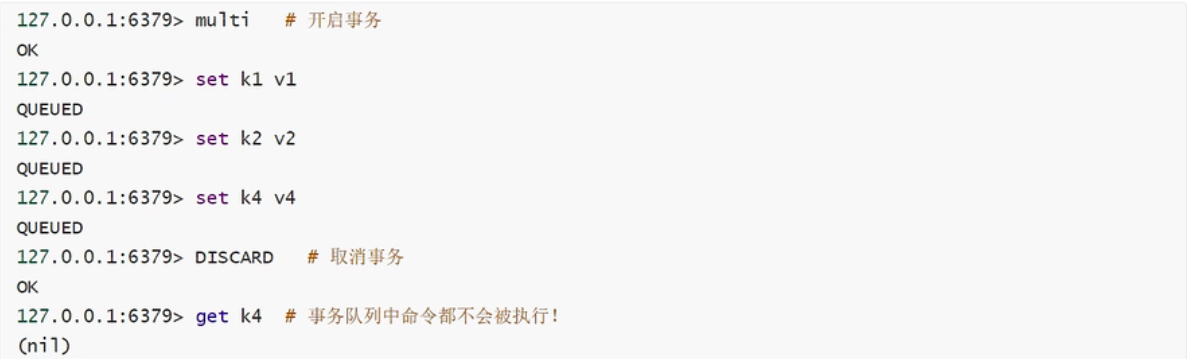 127.0.0.1:6379> multi   # 开启事务
OK
127.0.0.1:6379> set k1 v1
QUEUED
127.0.0.1:6379> set k2 v2
QUEUED
127.0.0.1:6379> set k4 v4
QUEUED
127.0.0.1:6379> DISCARD   # 取消事务
OK
127.0.0.1:6379> get k4  # 事务队列中命令都不会被执行！
(nil)